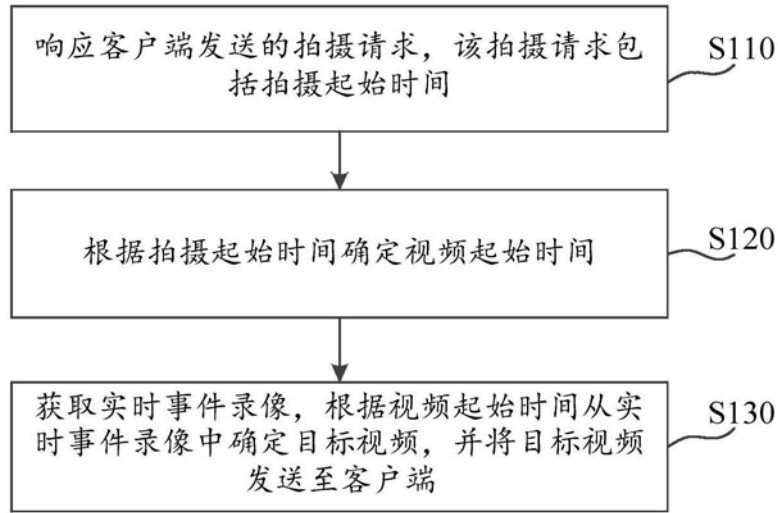 响应客户端发送的拍摄请求，该拍摄请求包
括拍摄起始时间
S110
根据拍摄起始时间确定视频起始时间
S120
获取实时事件录像，根据视频起始时间从实
时事件录像中确定目标视频，并将目标视频
发送至客户端
S130